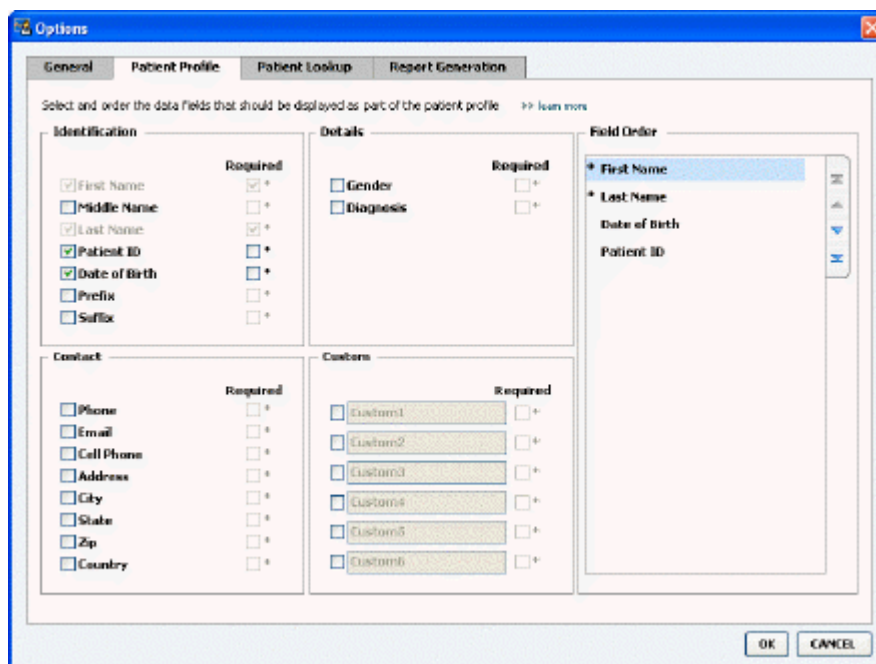 Options
General Patient Profile Patient Lookup Report Generation
Select and order the data fields that should be displayed as part of the patient profile >> learn more
Identification
Required
First Name *
Middle Name *
Last Name *
Patient ID *
Date of Birth *
Prefix *
Suffix *
Details
Required
Gender *
Diagnosis *
Field Order
* First Name
* Last Name
Date of Birth
Patient ID
Contact
Required
Phone *
Email *
Cell Phone *
Address *
City *
State *
Zip *
Country *
Custom
Required
Custom1 *
Custom2 *
Custom3 *
Custom4 *
Custom5 *
Custom6 *
OK CANCEL